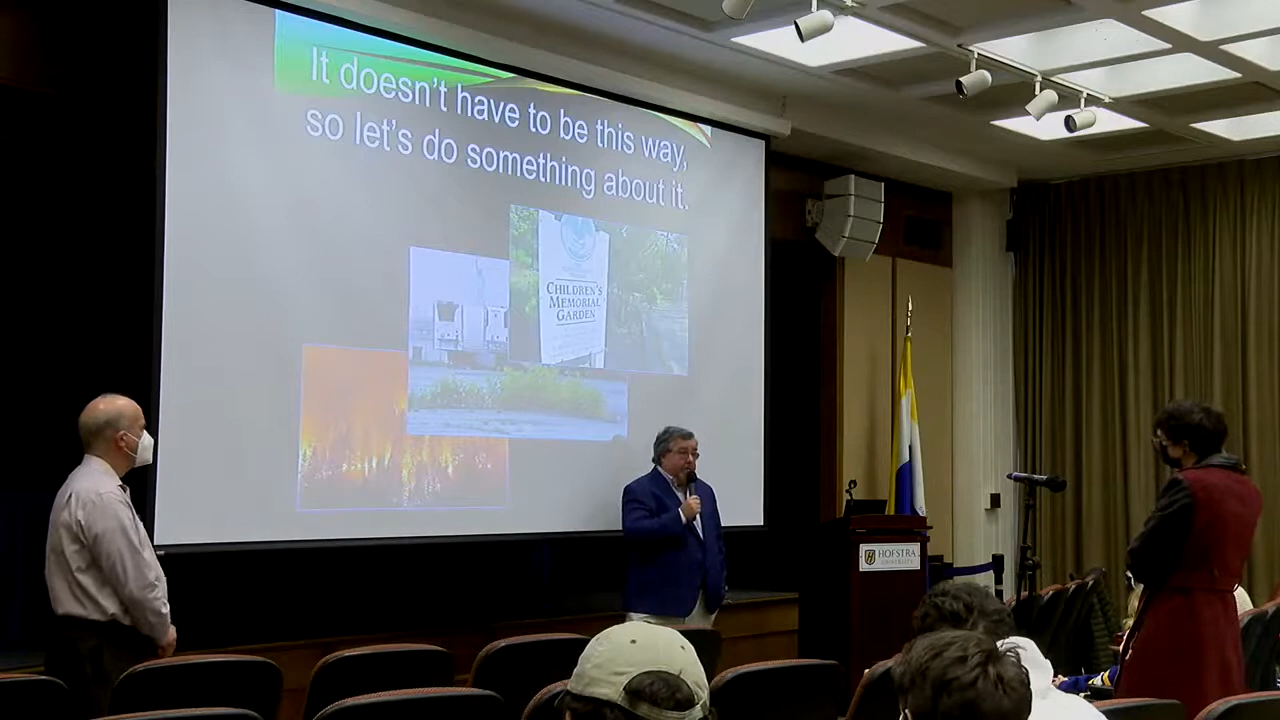 It doesn't have to be this way,
so let's do something about it.
CHILDREN'S
MEMORIAL
GARDEN
HOFSTRA
UNIVERSITY